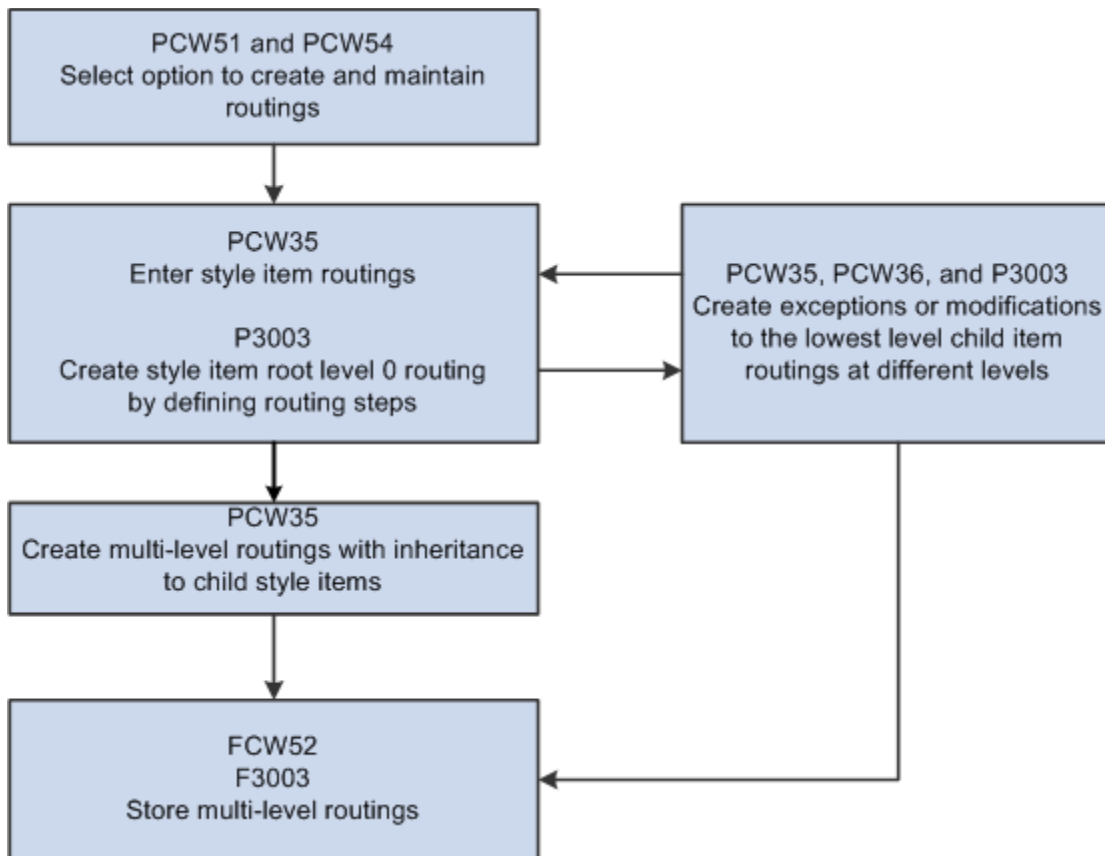 PCW51 and PCW54
Select option to create and maintain
routings
PCW35
Enter style item routings
P3003
Create style item root level 0 routing
by defining routing steps
PCW35, PCW36, and P3003
Create exceptions or modifications
to the lowest level child item
routings at different levels
PCW35
Create multi-level routings with inheritance
to child style items
FCW52
F3003
Store multi-level routings